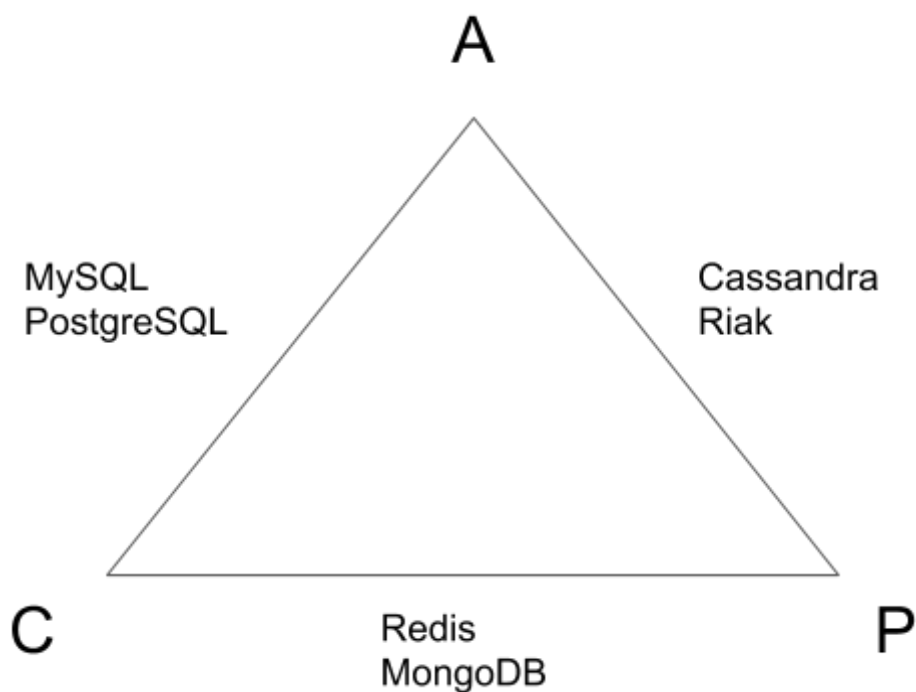 A
MySQL
PostgreSQL
Cassandra
Riak
C
Redis
MongoDB
P